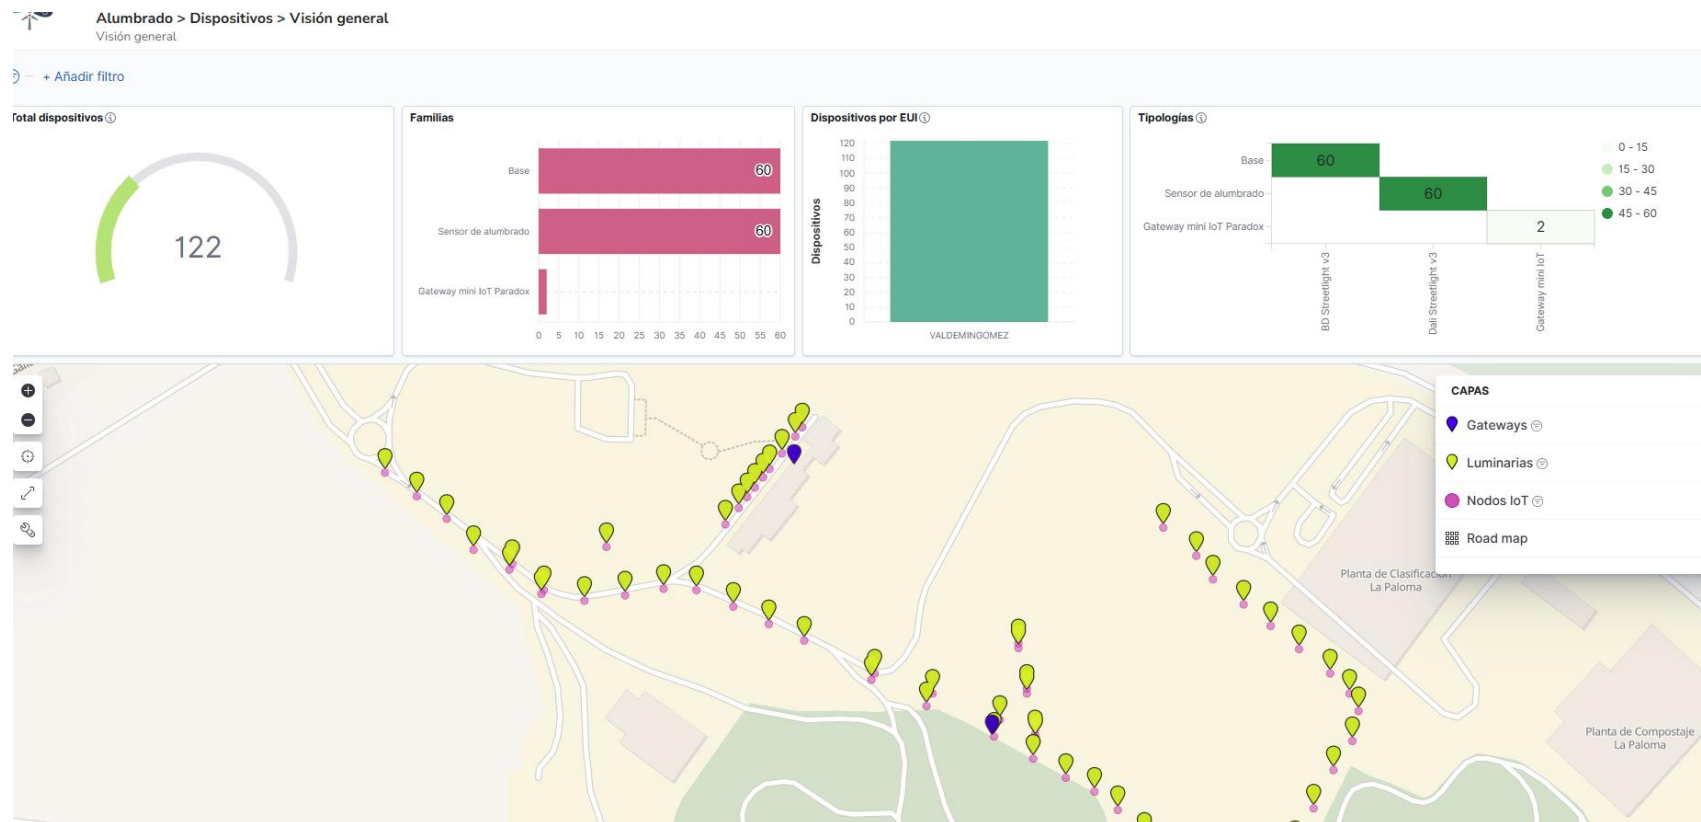 Alumbrado > Dispositivos > Visión general
Visión general
+ Añadir filtro
Total dispositivos
122
Familias
Base
60
Sensor de alumbrado
60
Gateway mini IoT Paradox
0 5 10 15 20 25 30 35 40 45 50 55 60
Dispositivos por EUI
Dispositivos
120
110
100
90
80
70
60
50
40
30
20
10
0
VALDEMINGOMEZ
Tipologías
Base
60
Sensor de alumbrado
60
Gateway mini IoT Paradox
2
BD Streetlight v3
Dali Streetlight v3
Gateway mini IoT
0 - 15
15 - 30
30 - 45
45 - 60
CAPAS
Gateways
Luminarias
Nodos IoT
Road map
Planta de Clasificación
La Paloma
Planta de Compostaje
La Paloma